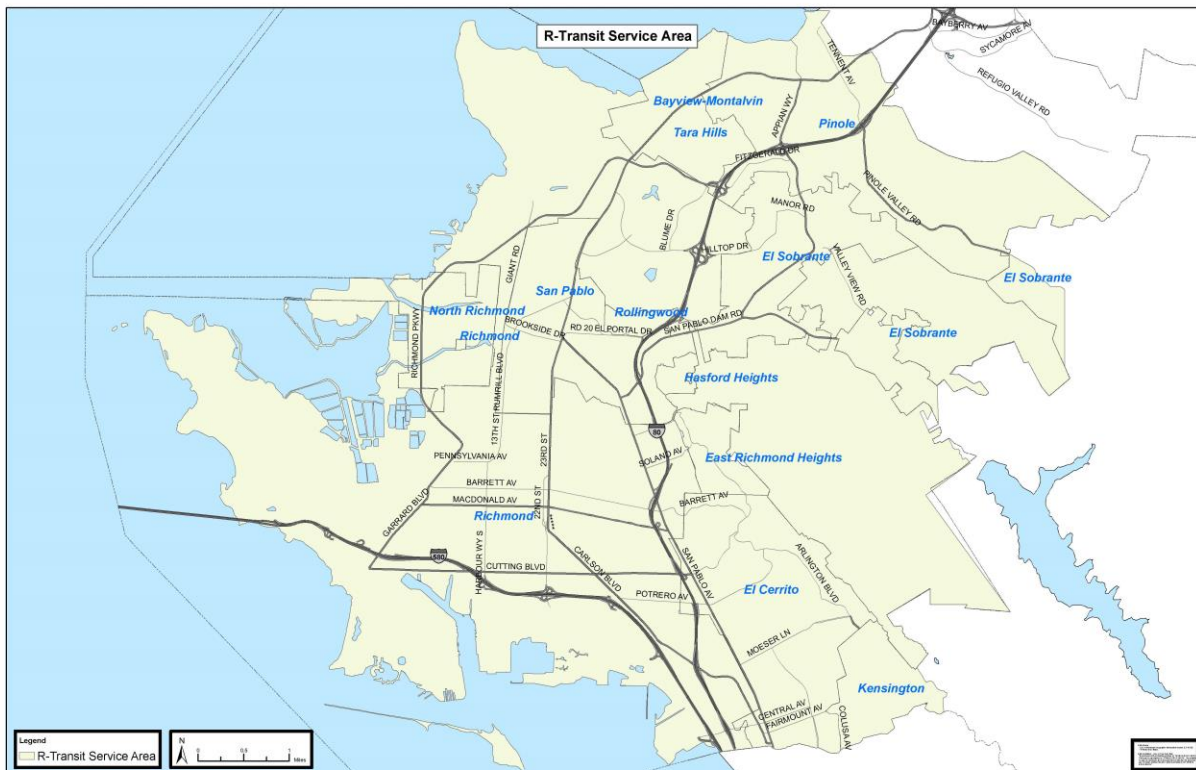 R-Transit Service Area
BAYBERRY AV
SYCAMORE AV
REFUGIO VALLEY RD
TENNENT AV
Bayview-Montalvin
Tara Hills
APPIAN WY
Pinole
FITZGERALD DR
PINOLE VALLEY RD
MANOR RD
BLUME DR
HILLTOP DR
GIANT RD
El Sobrante
VALLEY VIEW RD
El Sobrante
San Pablo
North Richmond
Rollingwood
RICHMOND PKWY
Richmond
BROOKSIDE DR
RD 20
EL PORTAL DR
SAN PABLO DAM RD
El Sobrante
Hasford Heights
13TH ST
RUMRILL BLVD
80
23RD ST
SOLANO AV
East Richmond Heights
PENNSYLVANIA AV
BARRETT AV
MACDONALD AV
BARRETT AV
Richmond
22ND ST
GARRARD BLVD
580
HARBOUR WY S
CUTTING BLVD
CARLSON BLVD
SAN PABLO AV
ARLINGTON BLVD
POTRERO AV
El Cerrito
MOESER LN
Kensington
CENTRAL AV
FAIRMOUNT AV
COLUSA AV
Legend
R-Transit Service Area
N
0 0.5 1
Miles